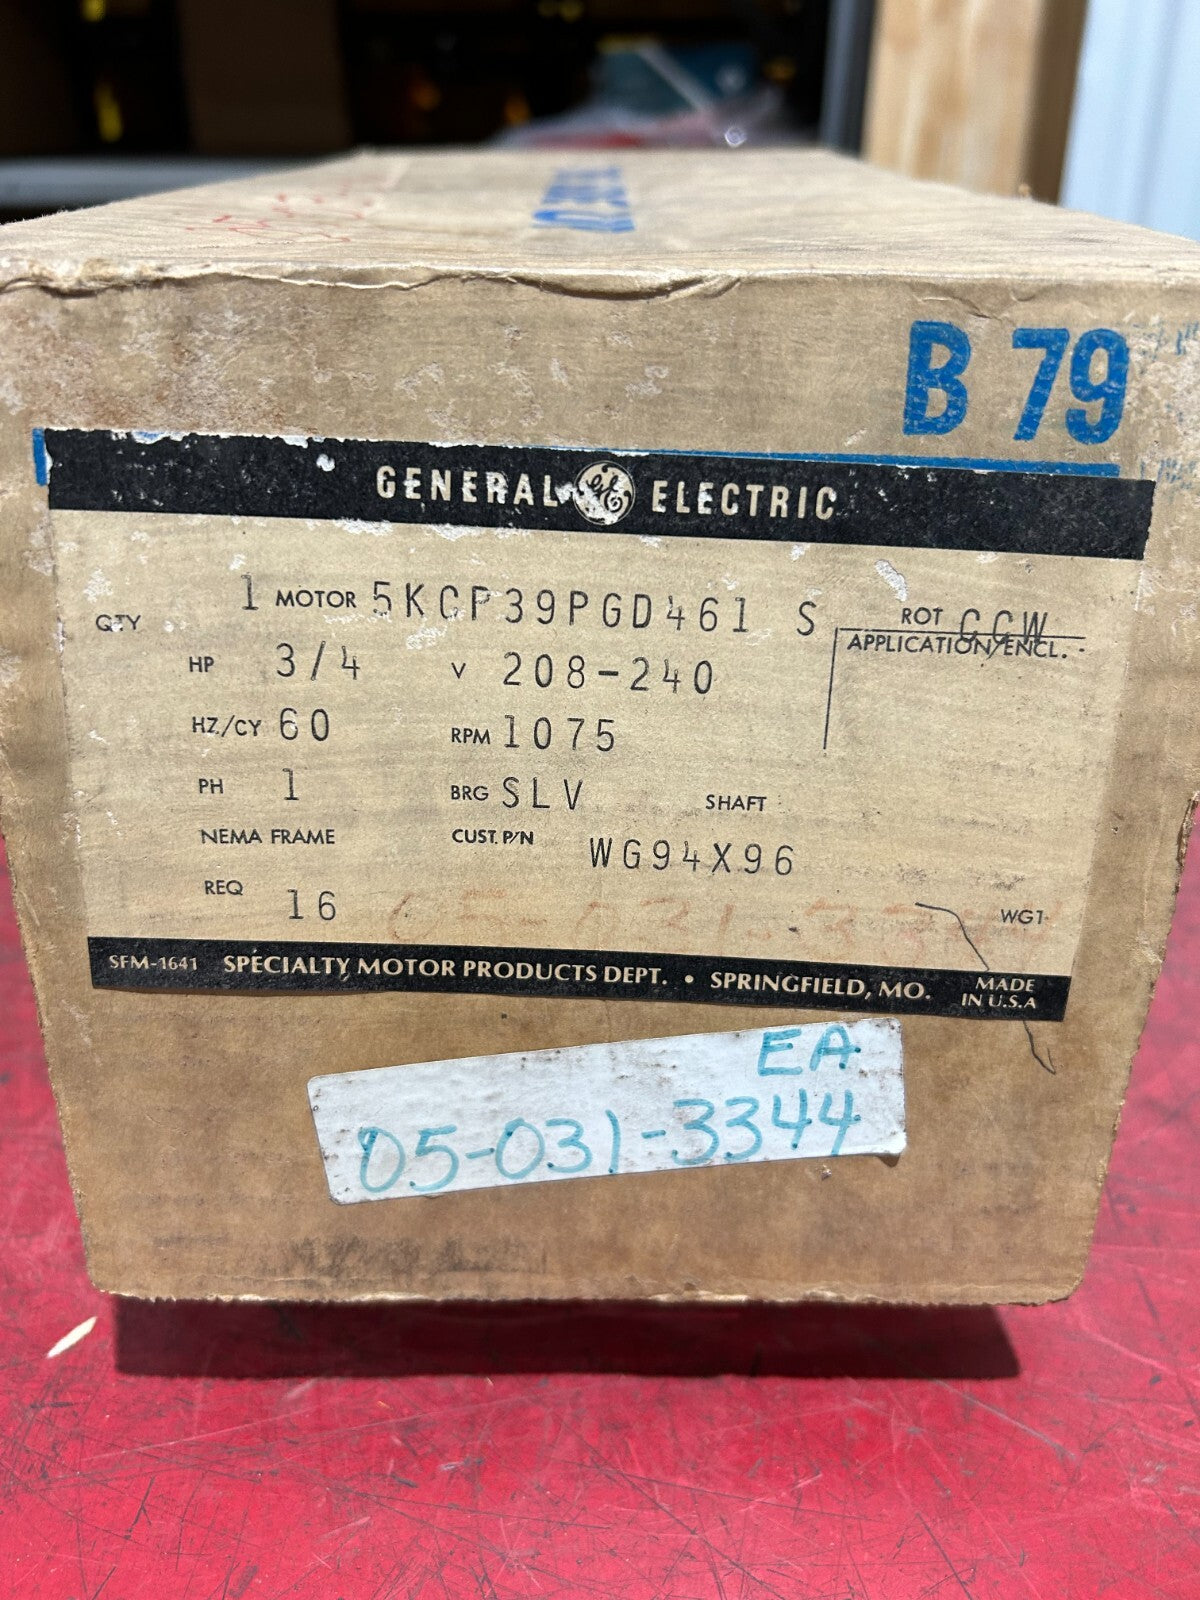 B 79
GENERAL GE ELECTRIC
QTY 1 MOTOR 5KCP39PGD461 S ROT CCW
APPLICATION/ENCL.
HP 3/4 V 208-240
HZ/CY 60 RPM 1075
PH 1 BRG SLV SHAFT
NEMA FRAME CUST. P/N WG94X96
REQ 16 WGT
SFM-1641 SPECIALTY MOTOR PRODUCTS DEPT. • SPRINGFIELD, MO. MADE IN U.S.A
EA
05-031-3344